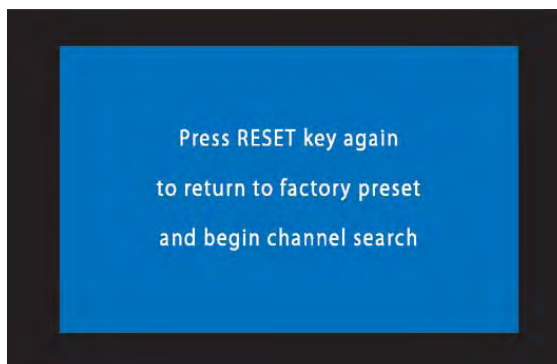 Press RESET key again
to return to factory preset
and begin channel search